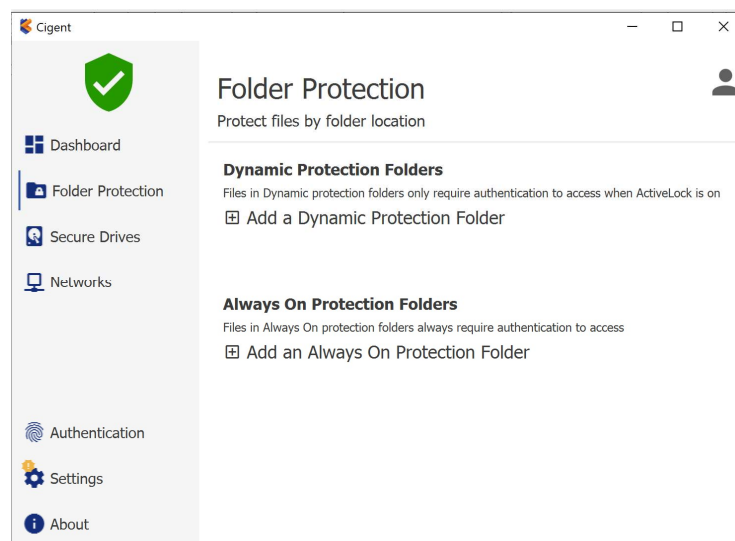 Cigent
Folder Protection
Protect files by folder location
Dashboard
Folder Protection
Secure Drives
Networks
Dynamic Protection Folders
Files in Dynamic protection folders only require authentication to access when ActiveLock is on
Add a Dynamic Protection Folder
Always On Protection Folders
Files in Always On protection folders always require authentication to access
Add an Always On Protection Folder
Authentication
Settings
About